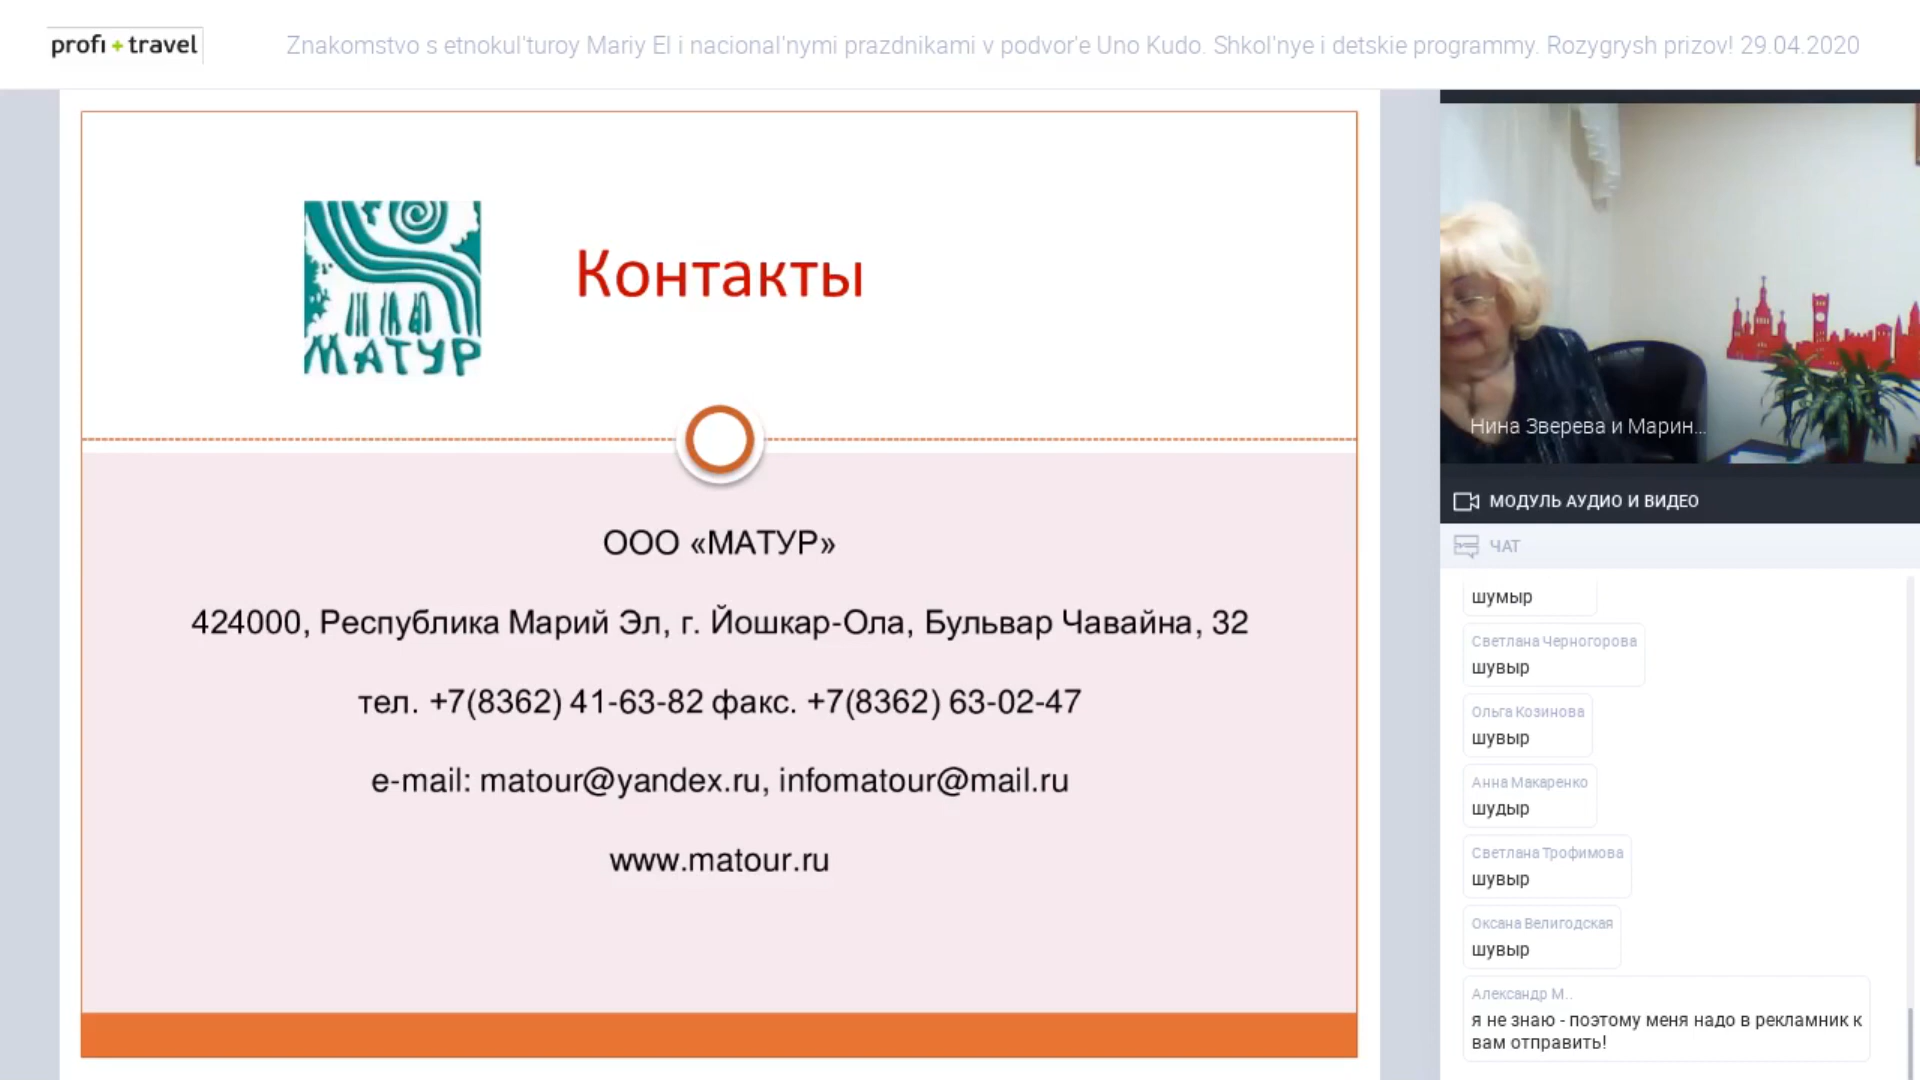 profi + travel
Znakomstvo s etnokul'turoy Mariy El i nacional'nymi prazdnikami v podvor'e Uno Kudo. Shkol'nye i detskie programmy. Rozygrysh prizov! 29.04.2020
МАТУР
Контакты
ООО «МАТУР»
424000, Республика Марий Эл, г. Йошкар-Ола, Бульвар Чавайна, 32
тел. +7(8362) 41-63-82 факс. +7(8362) 63-02-47
e-mail: matour@yandex.ru, infomatour@mail.ru
www.matour.ru
Нина Зверева и Марин...
МОДУЛЬ АУДИО И ВИДЕО
ЧАТ
шумыр
Светлана Черногорова
шувыр
Ольга Козинова
шувыр
Анна Макаренко
шудыр
Светлана Трофимова
шувыр
Оксана Велигодская
шувыр
Александр М..
я не знаю - поэтому меня надо в рекламник к
вам отправить!